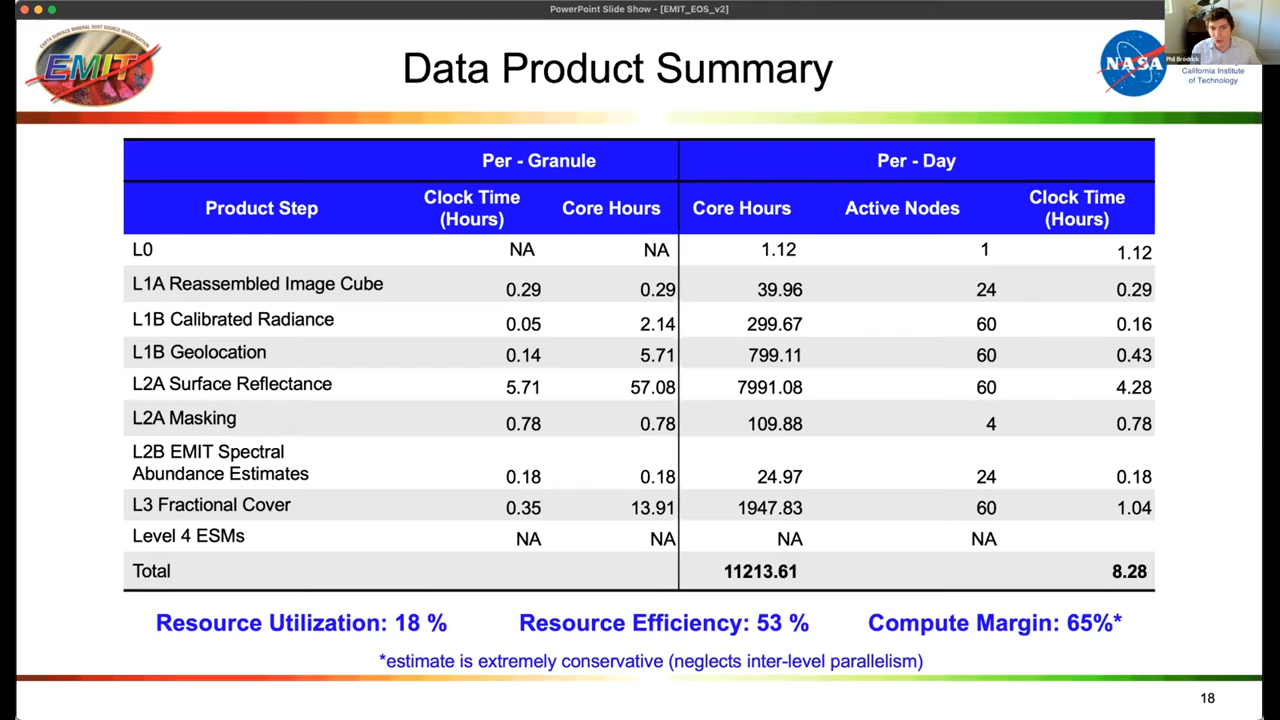 PowerPoint Slide Show - [EMIT_EOS_v2]
EARTH SURFACE MINERAL DUST SOURCE INVESTIGATION
EMIT
Data Product Summary
NASA
Phil Brodrick
California Institute
of Technology
Per - Granule Per - Day
Product Step Clock Time (Hours) Core Hours Core Hours Active Nodes Clock Time (Hours)
L0 NA NA 1.12 1 1.12
L1A Reassembled Image Cube 0.29 0.29 39.96 24 0.29
L1B Calibrated Radiance 0.05 2.14 299.67 60 0.16
L1B Geolocation 0.14 5.71 799.11 60 0.43
L2A Surface Reflectance 5.71 57.08 7991.08 60 4.28
L2A Masking 0.78 0.78 109.88 4 0.78
L2B EMIT Spectral
Abundance Estimates 0.18 0.18 24.97 24 0.18
L3 Fractional Cover 0.35 13.91 1947.83 60 1.04
Level 4 ESMs NA NA NA NA
Total 11213.61 8.28
Resource Utilization: 18 % Resource Efficiency: 53 % Compute Margin: 65%*
*estimate is extremely conservative (neglects inter-level parallelism)
18